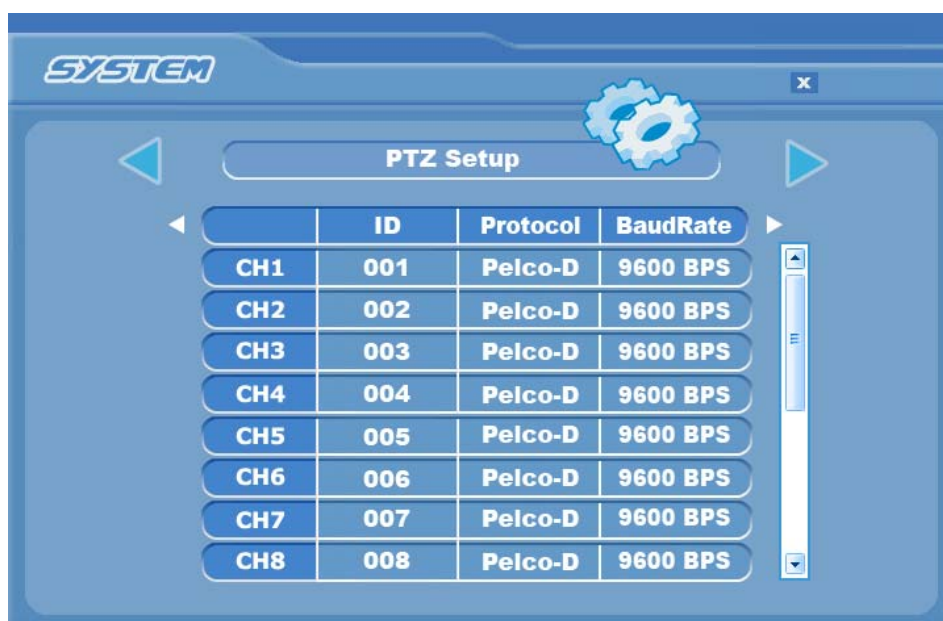 SYSTEM
x
PTZ Setup
ID Protocol BaudRate
CH1 001 Pelco-D 9600 BPS
CH2 002 Pelco-D 9600 BPS
CH3 003 Pelco-D 9600 BPS
CH4 004 Pelco-D 9600 BPS
CH5 005 Pelco-D 9600 BPS
CH6 006 Pelco-D 9600 BPS
CH7 007 Pelco-D 9600 BPS
CH8 008 Pelco-D 9600 BPS